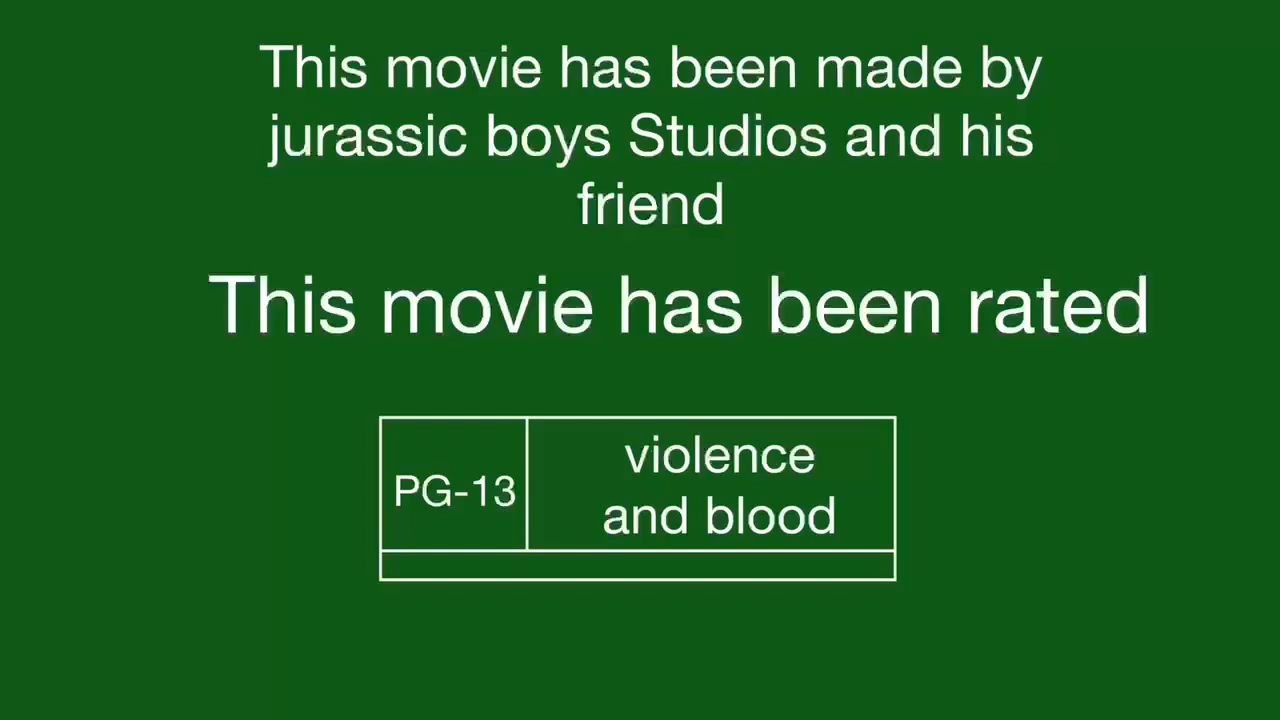 This movie has been made by
jurassic boys Studios and his
friend
This movie has been rated
PG-13
violence
and blood